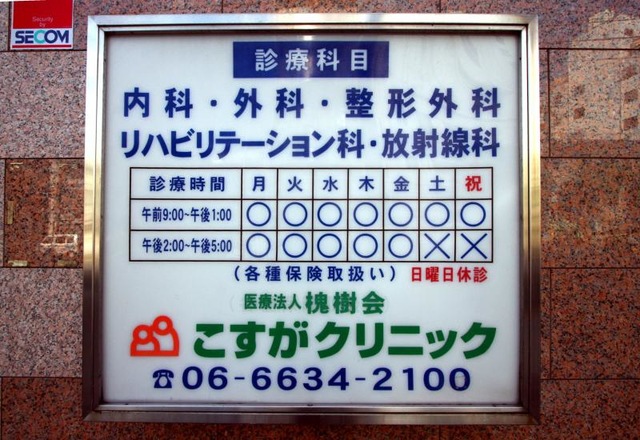 Security
by
SECOM
診療科目
内科・外科・整形外科
リハビリテーション科・放射線科
診療時間 月 火 水 木 金 土 祝
午前9:00~午後1:00 ○ ○ ○ ○ ○ ○ ○
午後2:00~午後5:00 ○ ○ ○ ○ ○ × ×
(各種保険取扱い) 日曜日休診
医療法人 槐樹会
こすがクリニック
☎06-6634-2100